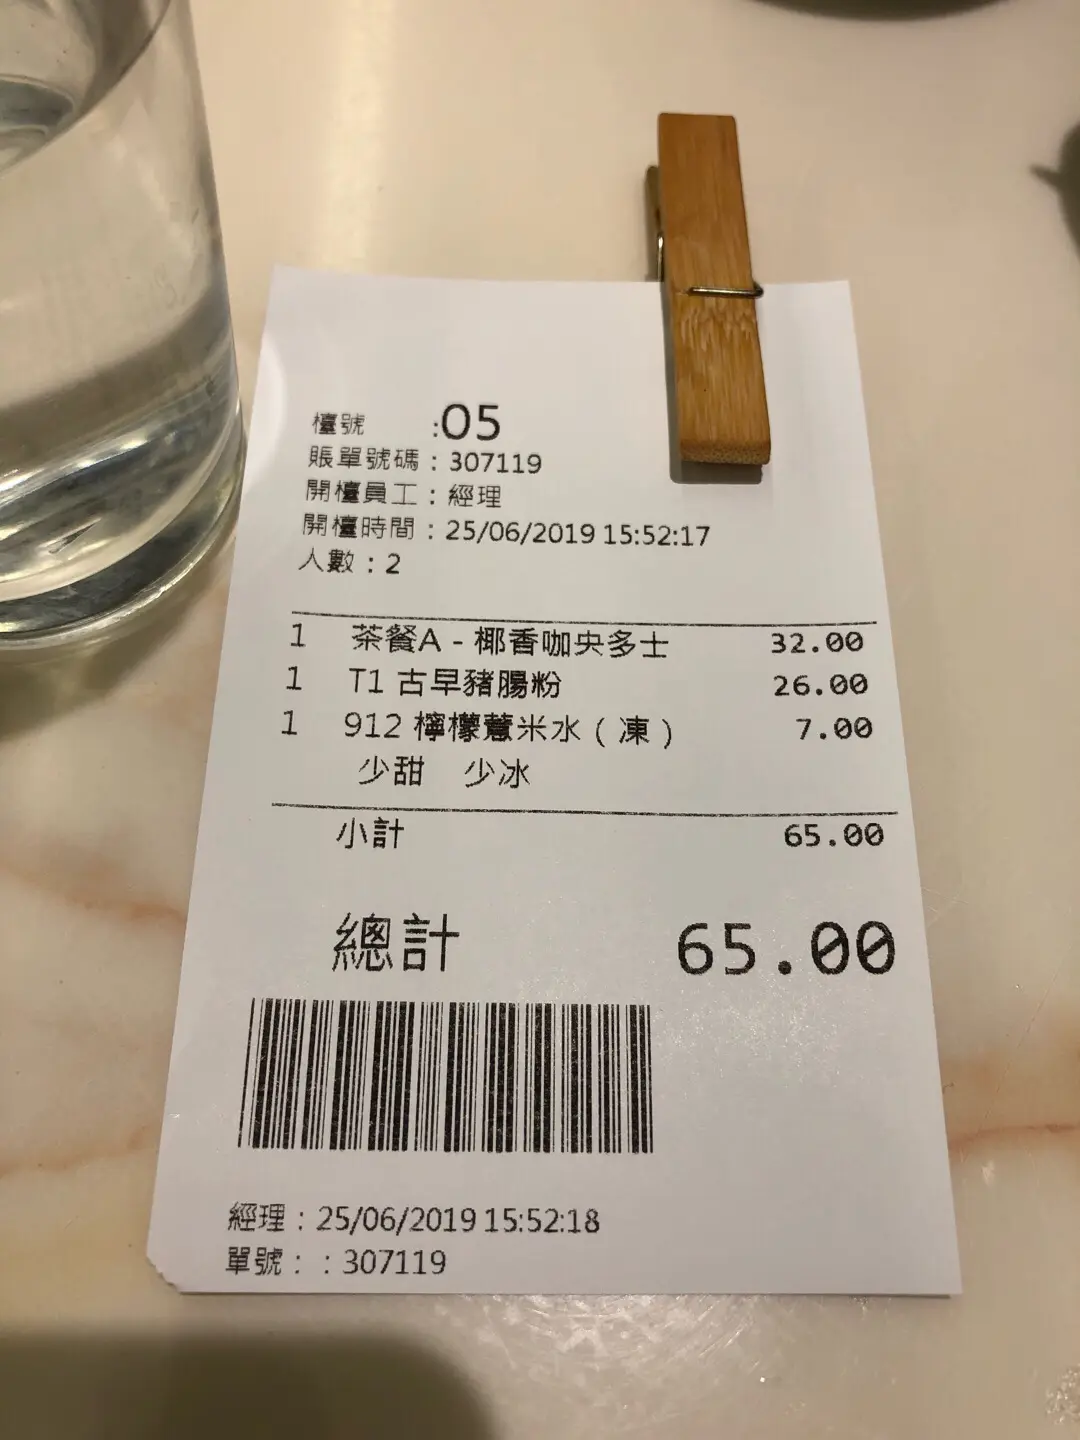 檯號 :05
賬單號碼：307119
開檯員工：經理
開檯時間：25/06/2019 15:52:17
人數：2
1 茶餐A - 椰香咖央多士 32.00
1 T1 古早豬腸粉 26.00
1 912 檸檬薏米水（凍） 7.00
少甜 少冰
小計 65.00
總計 65.00
經理：25/06/2019 15:52:18
單號：：307119